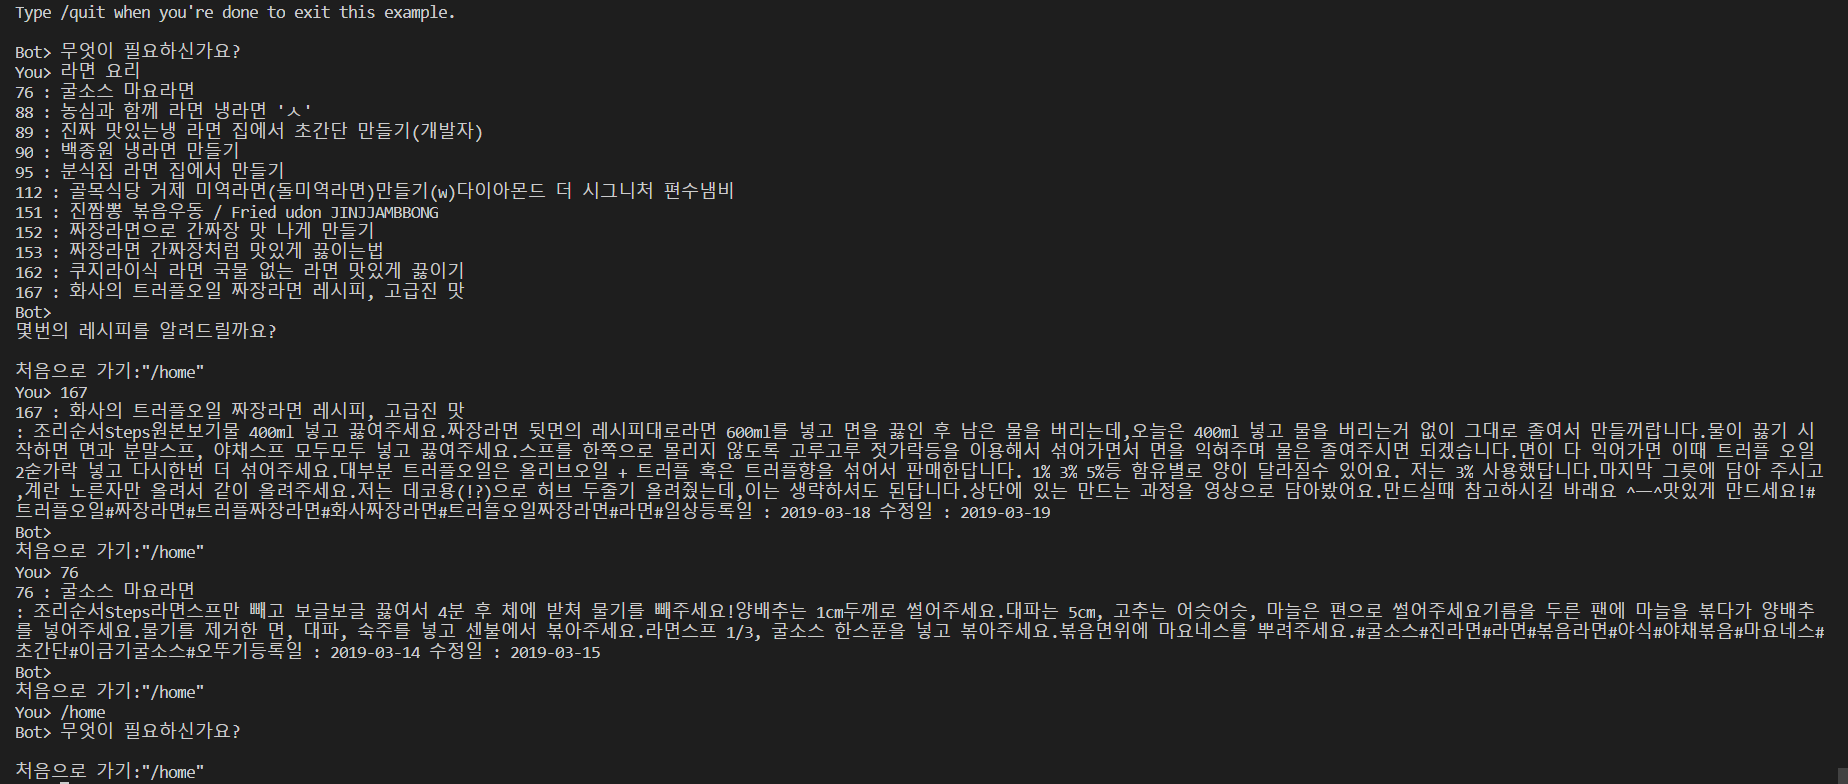 Type /quit when you're done to exit this example.
Bot> 무엇이 필요하신가요?
You> 라면 요리
76 : 굴소스 마요라면
88 : 농심과 함께 라면 냉라면 'ㅅ'
89 : 진짜 맛있는냉 라면 집에서 초간단 만들기(개발자)
90 : 백종원 냉라면 만들기
95 : 분식집 라면 집에서 만들기
112 : 골목식당 거제 미역라면(돌미역라면)만들기(w)다이아몬드 더 시그니처 편수냄비
151 : 진짬뽕 볶음우동 / Fried udon JINJJAMBBONG
152 : 짜장라면으로 간짜장 맛 나게 만들기
153 : 짜장라면 간짜장처럼 맛있게 끓이는법
162 : 쿠지라이식 라면 국물 없는 라면 맛있게 끓이기
167 : 화사의 트러플오일 짜장라면 레시피, 고급진 맛
Bot>
몇번의 레시피를 알려드릴까요?
처음으로 가기:"/home"
You> 167
167 : 화사의 트러플오일 짜장라면 레시피, 고급진 맛
: 조리순서Steps원본보기물 400ml 넣고 끓여주세요.짜장라면 뒷면의 레시피대로라면 600ml를 넣고 면을 끓인 후 남은 물을 버리는데,오늘은 400ml 넣고 물을 버리는거 없이 그대로 졸여서 만들꺼랍니다.물이 끓기 시
작하면 면과 분말스프, 야채스프 모두모두 넣고 끓여주세요.스프를 한쪽으로 몰리지 않도록 고루고루 젓가락등을 이용해서 섞어가면서 면을 익혀주며 물은 졸여주시면 되겠습니다.면이 다 익어가면 이때 트러플 오일
2숟가락 넣고 다시한번 더 섞어주세요.대부분 트러플오일은 올리브오일 + 트러플 혹은 트러플향을 섞어서 판매한답니다. 1% 3% 5%등 함유별로 양이 달라질수 있어요. 저는 3% 사용했답니다.마지막 그릇에 담아 주시고
,계란 노른자만 올려서 같이 올려주세요.저는 데코용(!?)으로 허브 두줄기 올려줬는데,이는 생략하셔도 된답니다.상단에 있는 만드는 과정을 영상으로 담아봤어요.만드실때 참고하시길 바래요 ^ㅡ^맛있게 만드세요!#
트러플오일#짜장라면#트러플짜장라면#화사짜장라면#트러플오일짜장라면#라면#일상등록일 : 2019-03-18 수정일 : 2019-03-19
Bot>
처음으로 가기:"/home"
You> 76
76 : 굴소스 마요라면
: 조리순서Steps라면스프만 빼고 보글보글 끓여서 4분 후 체에 받쳐 물기를 빼주세요!양배추는 1cm두께로 썰어주세요.대파는 5cm, 고추는 어슷어슷, 마늘은 편으로 썰어주세요기름을 두른 팬에 마늘을 볶다가 양배추
를 넣어주세요.물기를 제거한 면, 대파, 숙주를 넣고 센불에서 볶아주세요.라면스프 1/3, 굴소스 한스푼을 넣고 볶아주세요.볶음면위에 마요네스를 뿌려주세요.#굴소스#진라면#라면#볶음라면#야식#야채볶음#마요네스#
초간단#이금기굴소스#오뚜기등록일 : 2019-03-14 수정일 : 2019-03-15
Bot>
처음으로 가기:"/home"
You> /home
Bot> 무엇이 필요하신가요?
처음으로 가기:"/home"